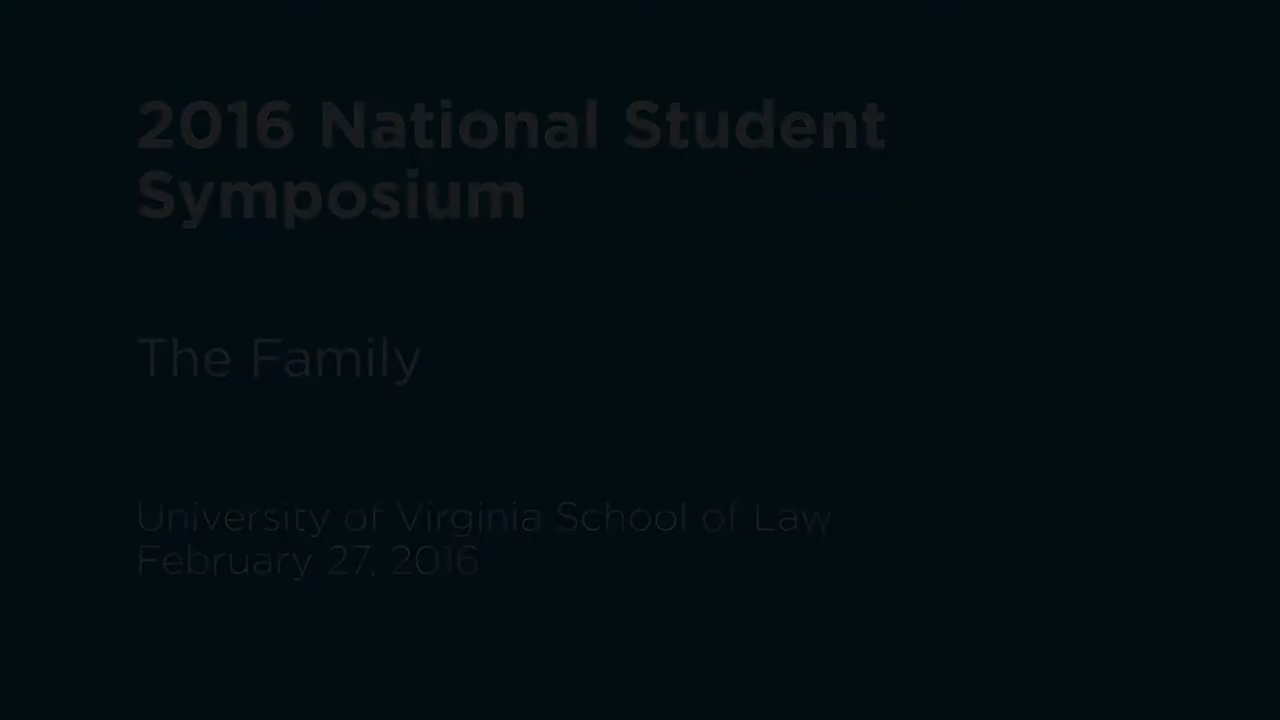 2016 National Student
Symposium
The Family
University of Virginia School of Law
February 27, 2016